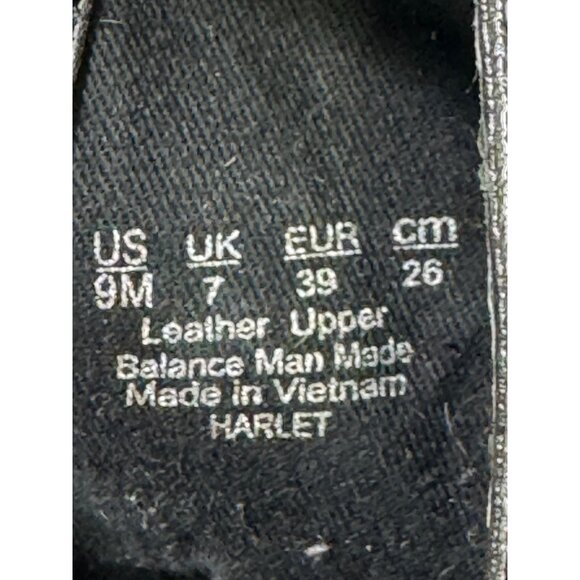 US UK EUR cm
9M 7 39 26
Leather Upper
Balance Man Made
Made in Vietnam
HARLET